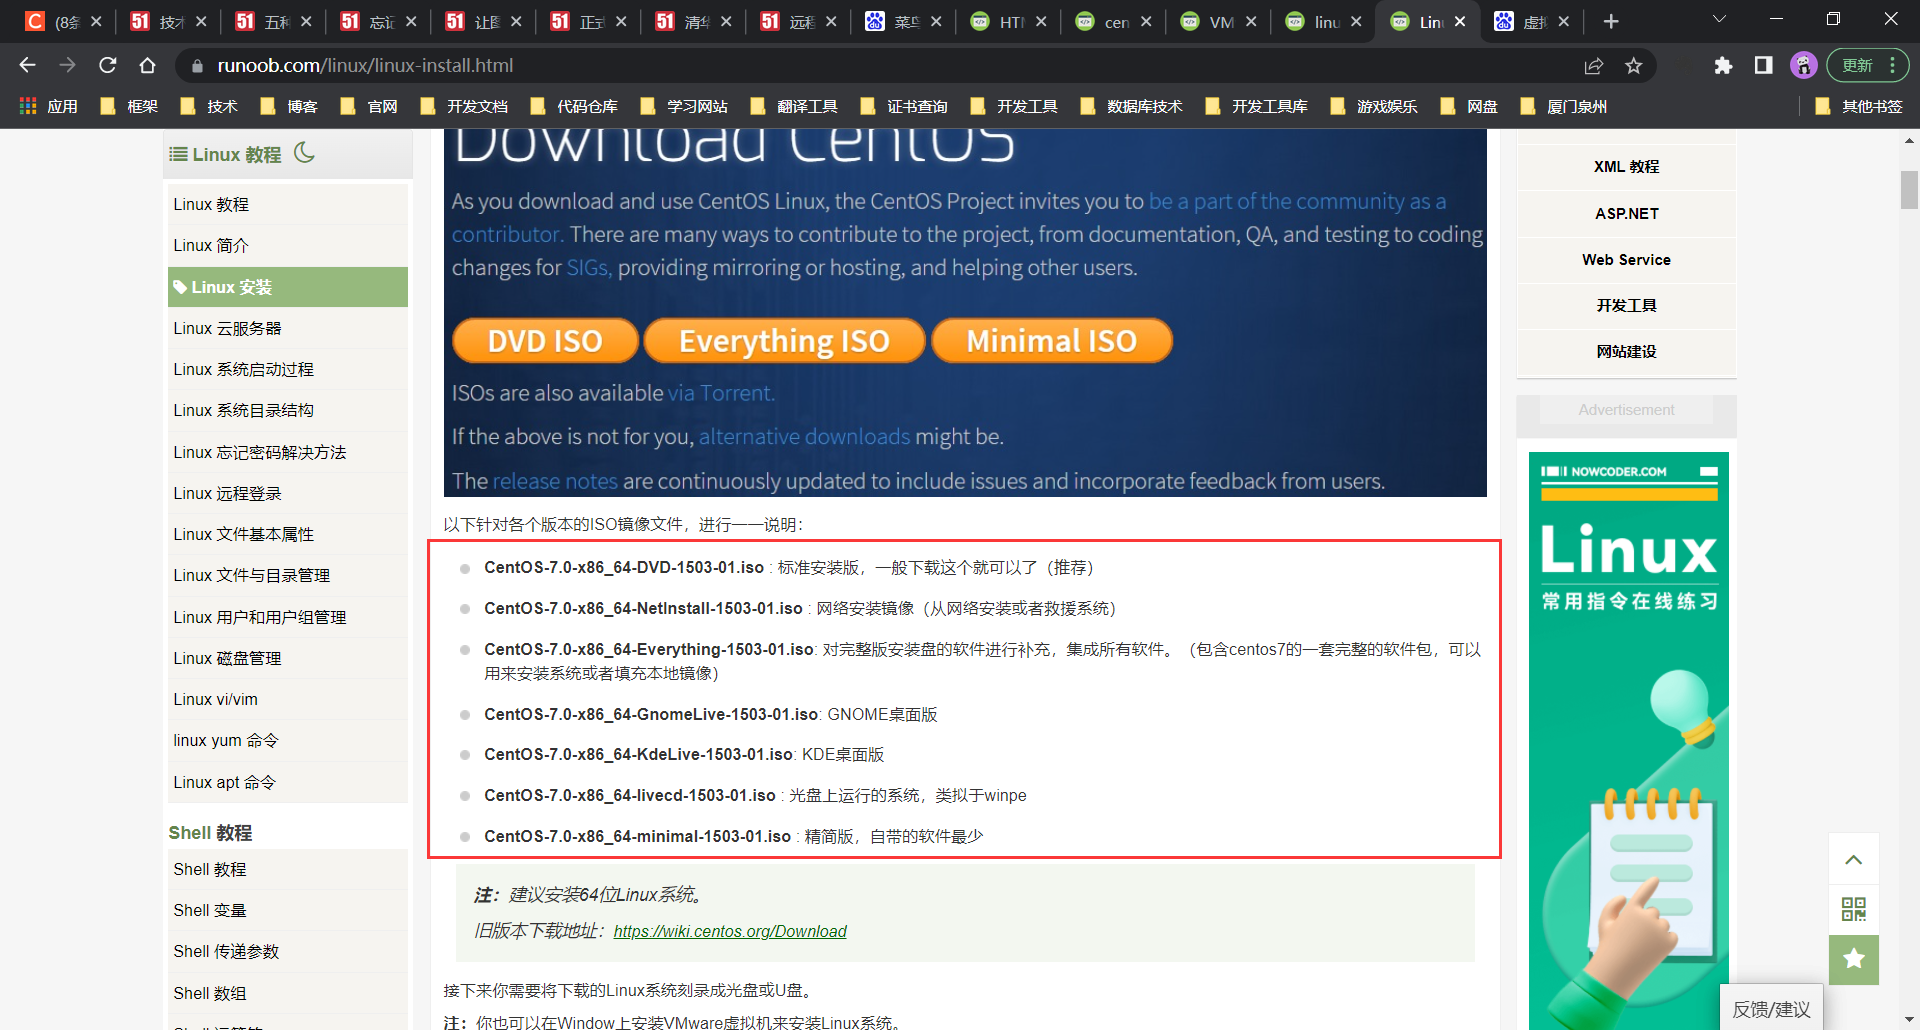 (8条
技术
五种
忘记
让图
正式
清华
远程
菜鸟
HTM
cen
VM
linu
Linu
虚拟
runoob.com/linux/linux-install.html
更新
应用
框架
技术
博客
官网
开发文档
代码仓库
学习网站
翻译工具
证书查询
开发工具
数据库技术
开发工具库
游戏娱乐
网盘
厦门泉州
其他书签
Linux 教程
Linux 教程
Linux 简介
Linux 安装
Linux 云服务器
Linux 系统启动过程
Linux 系统目录结构
Linux 忘记密码解决方法
Linux 远程登录
Linux 文件基本属性
Linux 文件与目录管理
Linux 用户和用户组管理
Linux 磁盘管理
Linux vi/vim
linux yum 命令
Linux apt 命令
Shell 教程
Shell 教程
Shell 变量
Shell 传递参数
Shell 数组
Download CentOS
As you download and use CentOS Linux, the CentOS Project invites you to be a part of the community as a
contributor. There are many ways to contribute to the project, from documentation, QA, and testing to coding
changes for SIGs, providing mirroring or hosting, and helping other users.
DVD ISO
Everything ISO
Minimal ISO
ISOs are also available via Torrent.
If the above is not for you, alternative downloads might be.
The release notes are continuously updated to include issues and incorporate feedback from users.
以下针对各个版本的ISO镜像文件，进行一一说明：
CentOS-7.0-x86_64-DVD-1503-01.iso : 标准安装版，一般下载这个就可以了（推荐）
CentOS-7.0-x86_64-NetInstall-1503-01.iso : 网络安装镜像（从网络安装或者救援系统）
CentOS-7.0-x86_64-Everything-1503-01.iso: 对完整版安装盘的软件进行补充，集成所有软件。（包含centos7的一套完整的软件包，可以
用来安装系统或者填充本地镜像）
CentOS-7.0-x86_64-GnomeLive-1503-01.iso: GNOME桌面版
CentOS-7.0-x86_64-KdeLive-1503-01.iso: KDE桌面版
CentOS-7.0-x86_64-livecd-1503-01.iso : 光盘上运行的系统，类拟于winpe
CentOS-7.0-x86_64-minimal-1503-01.iso : 精简版，自带的软件最少
注：建议安装64位Linux系统。
旧版本下载地址：https://wiki.centos.org/Download
接下来你需要将下载的Linux系统刻录成光盘或U盘。
注：你也可以在Window上安装VMware虚拟机来安装Linux系统。
XML 教程
ASP.NET
Web Service
开发工具
网站建设
Advertisement
NOWCODER.COM
Linux
常用指令在线练习
反馈/建议